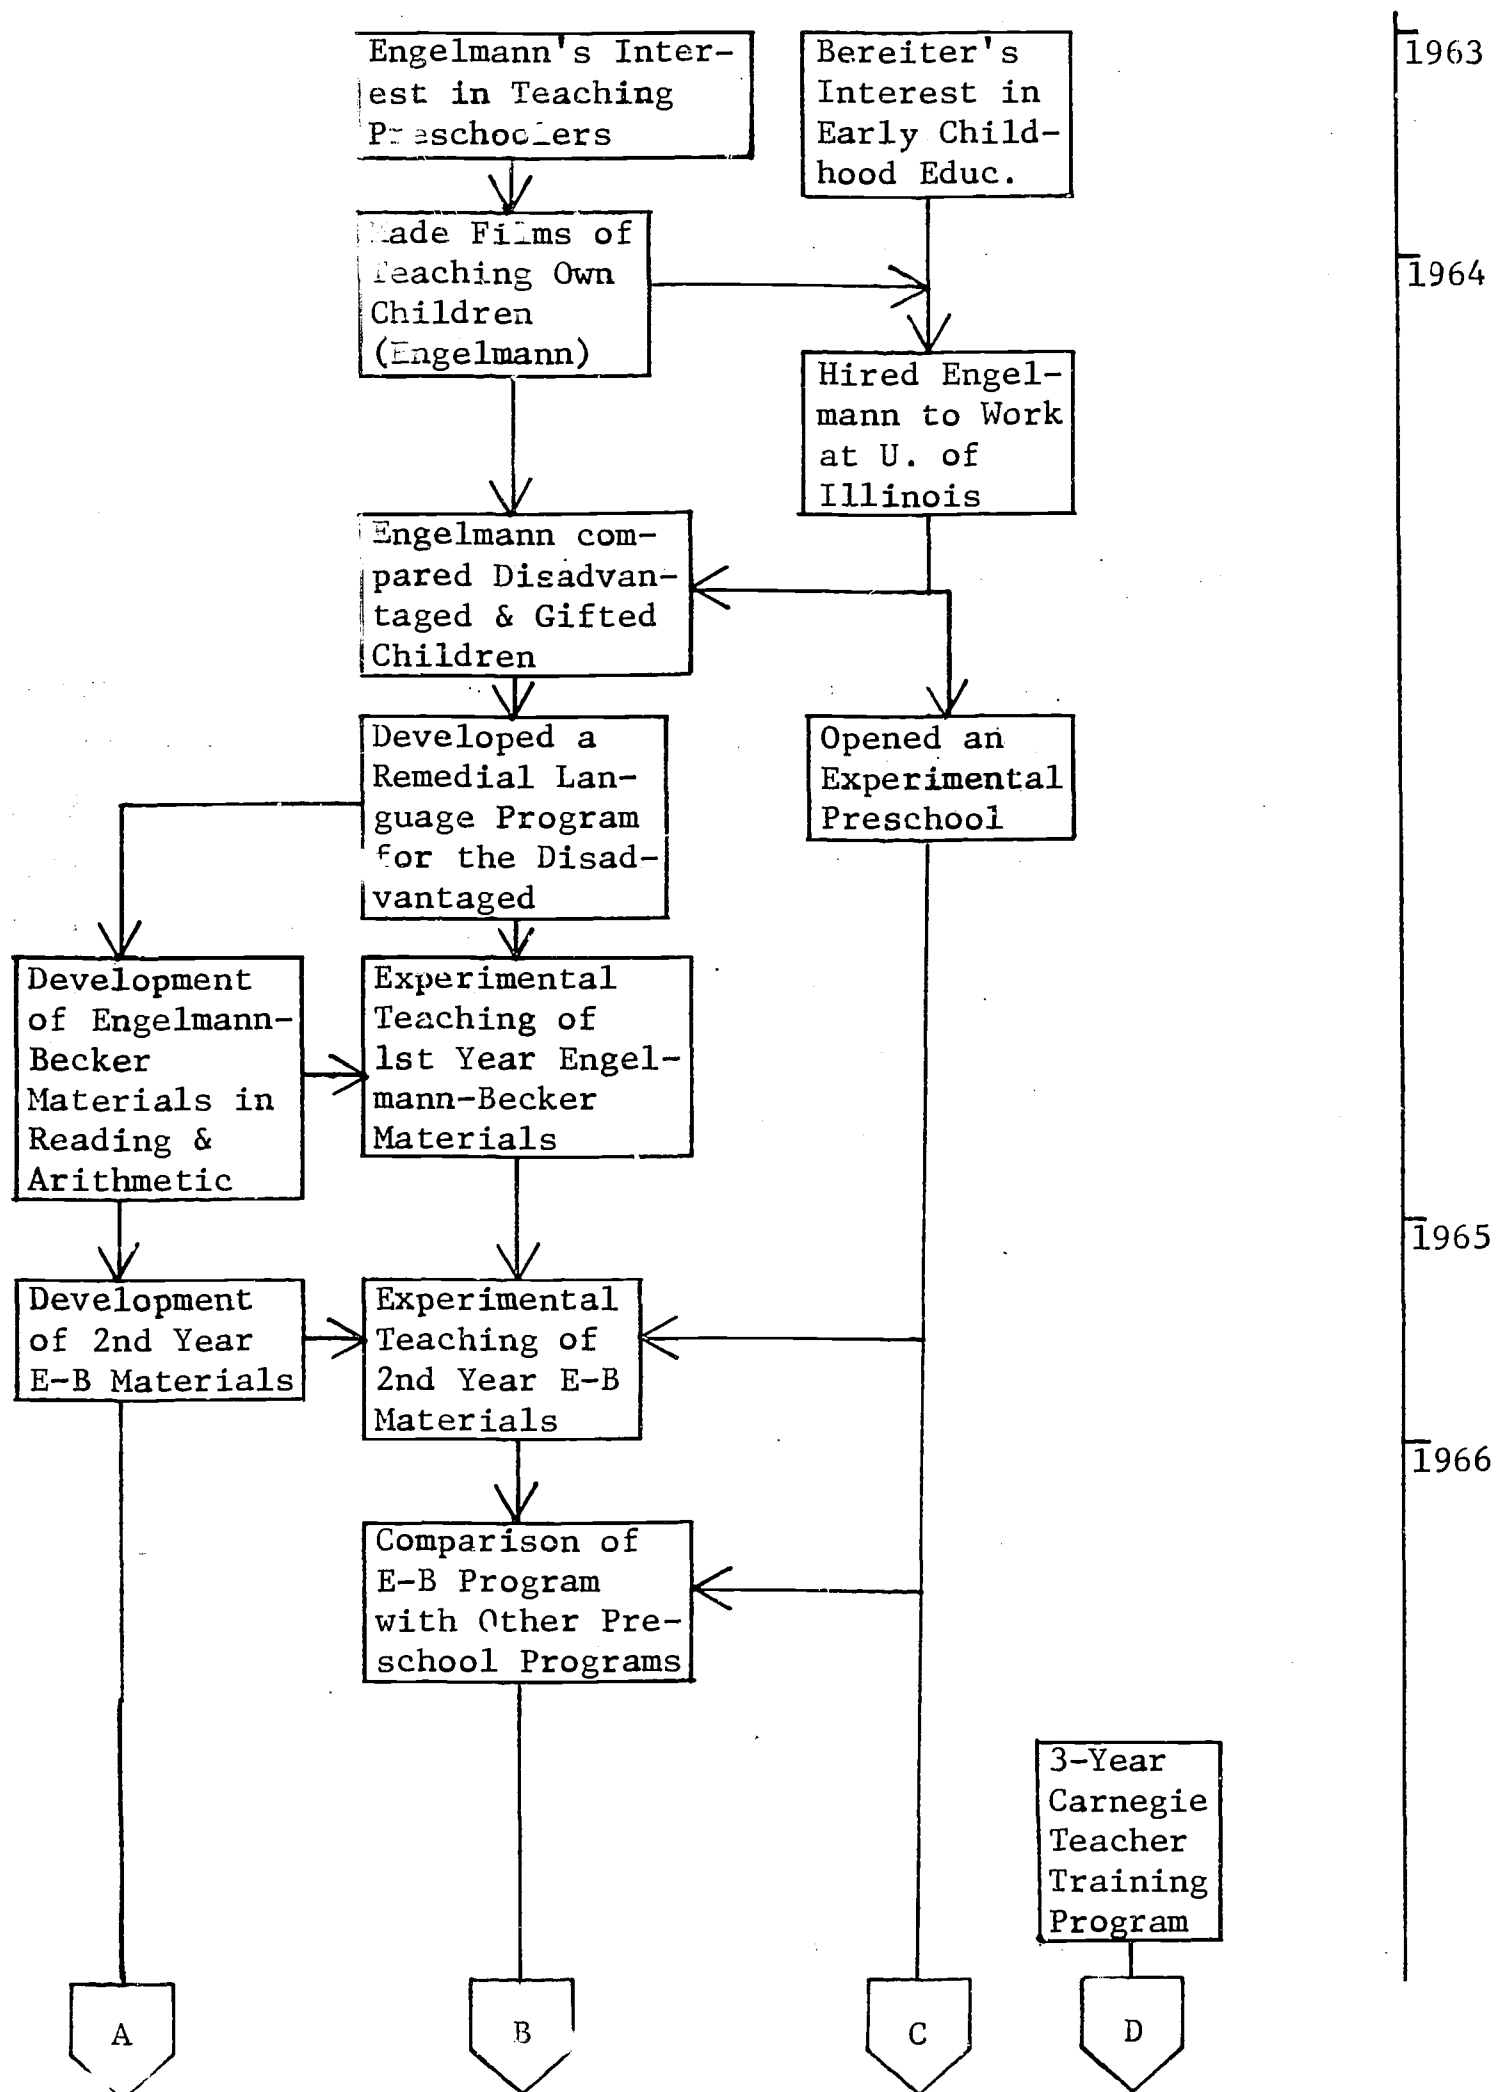 Engelmann's Inter-
est in Teaching
Preschoolers
Bereiter's
Interest in
Early Child-
hood Educ.
1963
Made Films of
Teaching Own
Children
(Engelmann)
1964
Hired Engel-
mann to Work
at U. of
Illinois
Engelmann com-
pared Disadvan-
taged & Gifted
Children
Developed a
Remedial Lan-
guage Program
for the Disad-
vantaged
Opened an
Experimental
Preschool
Development
of Engelmann-
Becker
Materials in
Reading &
Arithmetic
Experimental
Teaching of
1st Year Engel-
mann-Becker
Materials
1965
Development
of 2nd Year
E-B Materials
Experimental
Teaching of
2nd Year E-B
Materials
1966
Comparison of
E-B Program
with Other Pre-
school Programs
3-Year
Carnegie
Teacher
Training
Program
A
B
C
D